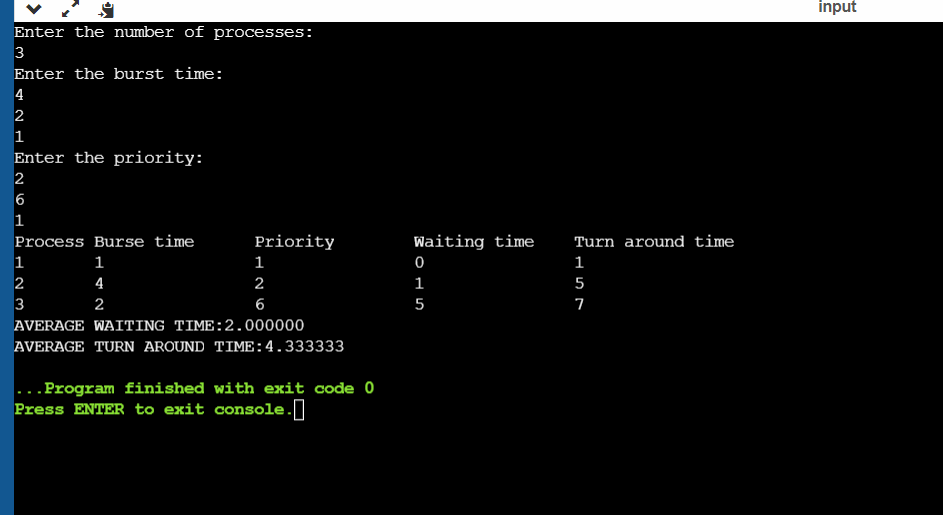 input
Enter the number of processes:
3
Enter the burst time:
4
2
1
Enter the priority:
2
6
1
Process Burse time Priority Waiting time Turn around time
1 1 1 0 1
2 4 2 1 5
3 2 6 5 7
AVERAGE WAITING TIME:2.000000
AVERAGE TURN AROUND TIME:4.333333
...Program finished with exit code 0
Press ENTER to exit console.